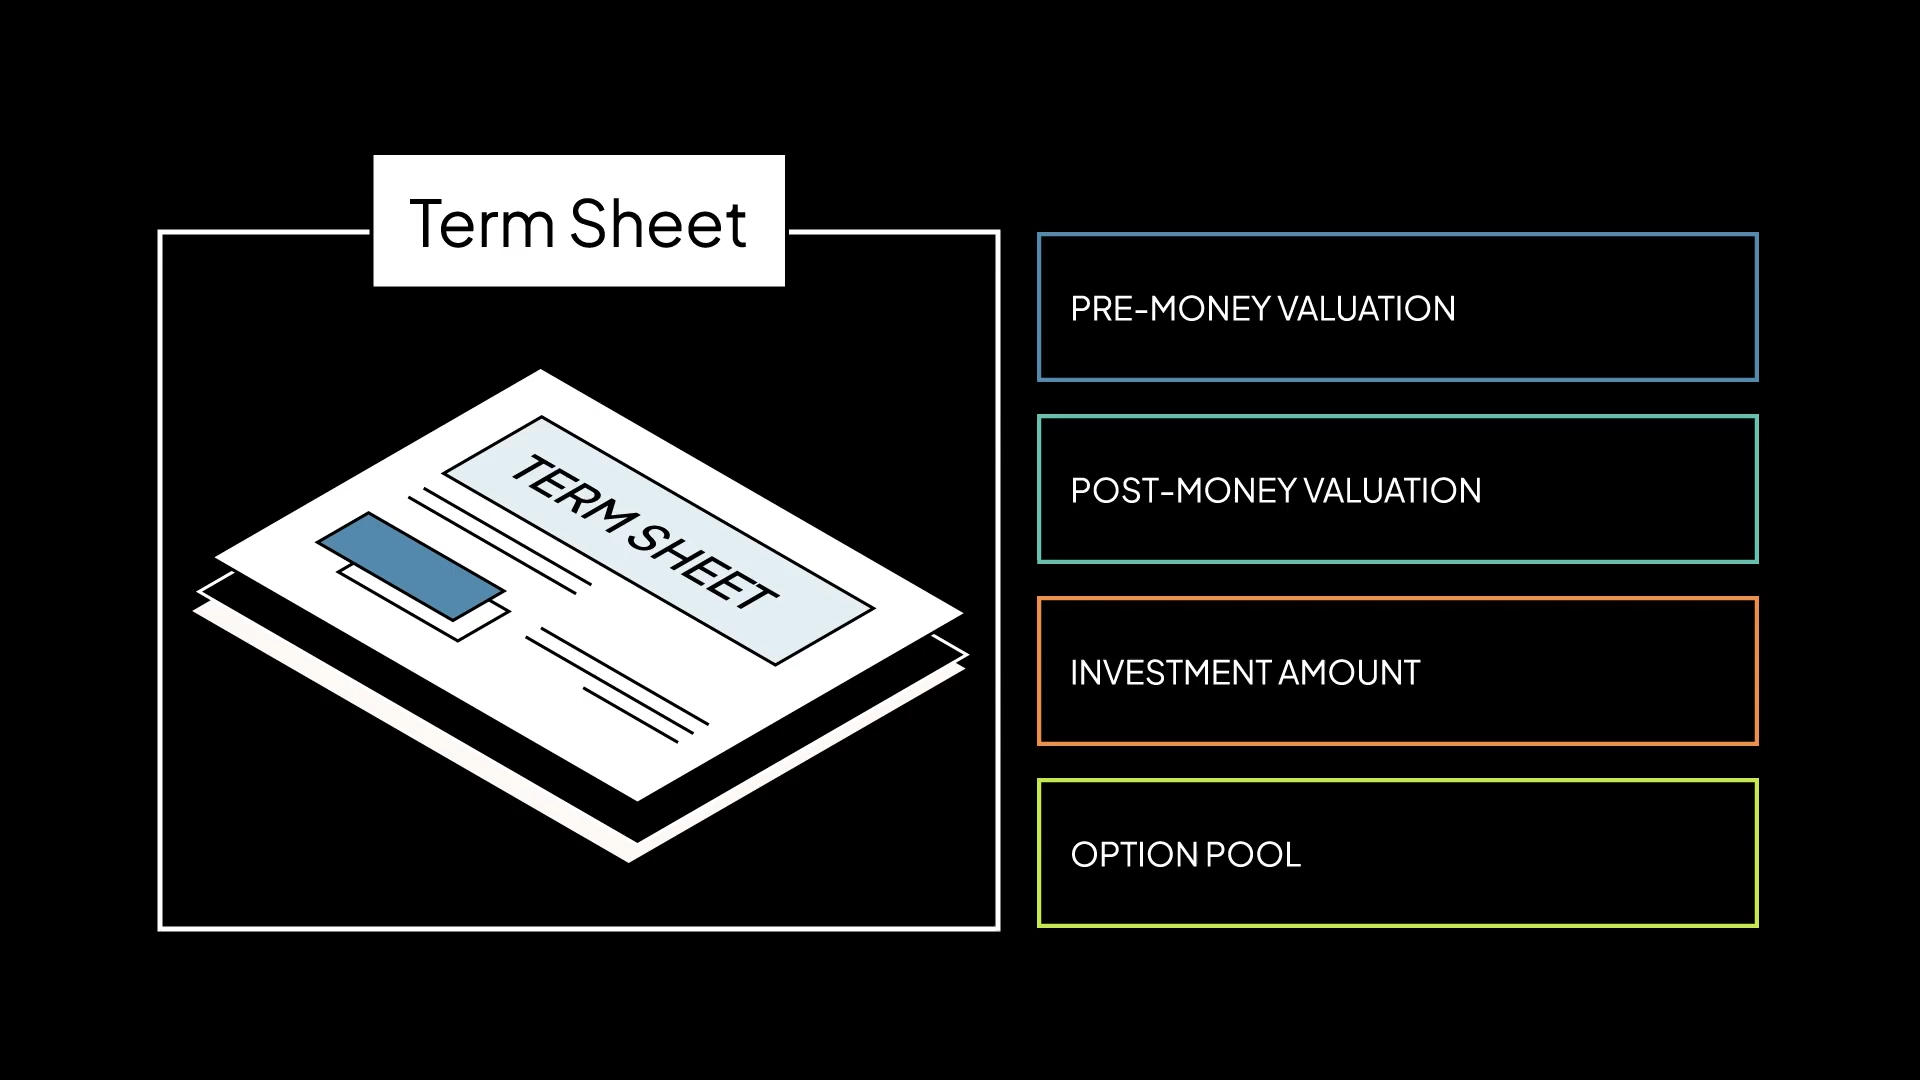 Term Sheet
TERM SHEET
PRE-MONEY VALUATION
POST-MONEY VALUATION
INVESTMENT AMOUNT
OPTION POOL